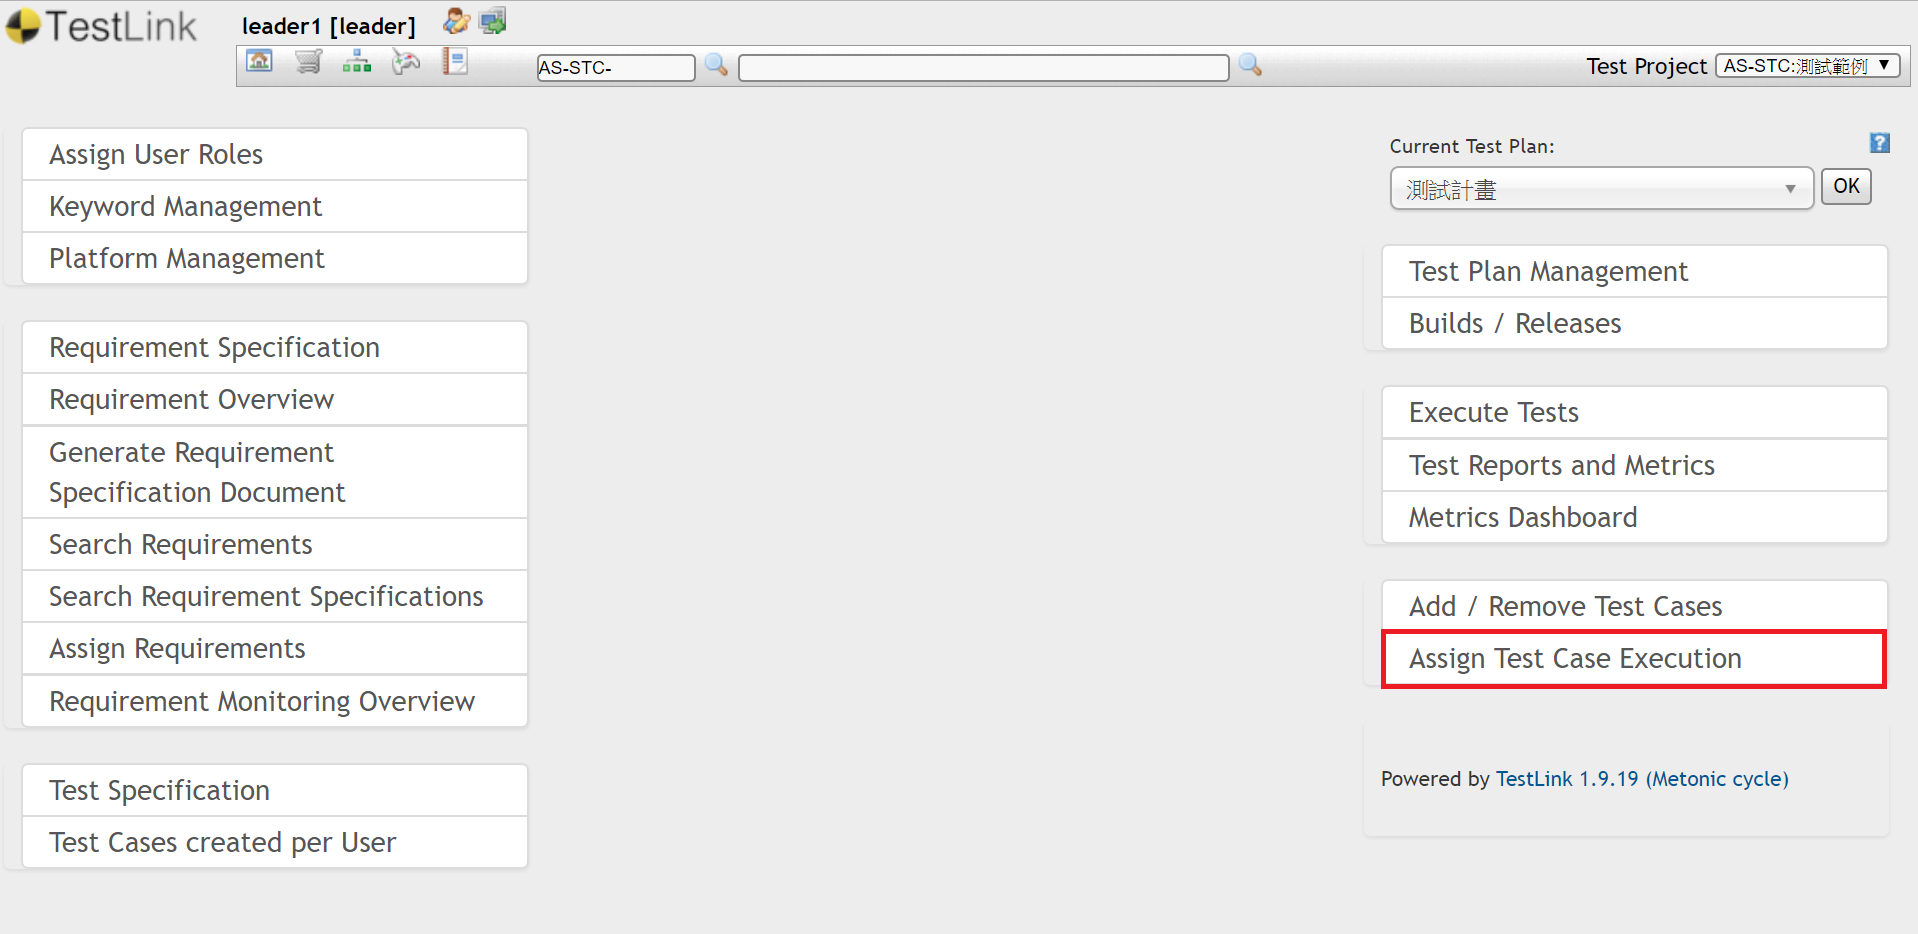 TestLink
leader1 [leader]
AS-STC-
Test Project AS-STC:測試範例
Assign User Roles
Keyword Management
Platform Management
Requirement Specification
Requirement Overview
Generate Requirement
Specification Document
Search Requirements
Search Requirement Specifications
Assign Requirements
Requirement Monitoring Overview
Test Specification
Test Cases created per User
Current Test Plan:
?
測試計畫
OK
Test Plan Management
Builds / Releases
Execute Tests
Test Reports and Metrics
Metrics Dashboard
Add / Remove Test Cases
Assign Test Case Execution
Powered by TestLink 1.9.19 (Metonic cycle)